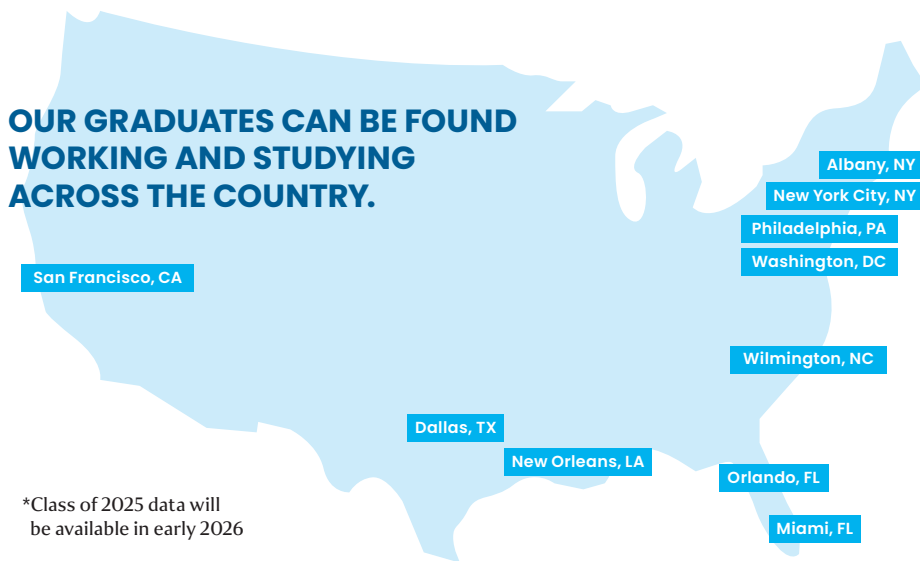 OUR GRADUATES CAN BE FOUND
WORKING AND STUDYING
ACROSS THE COUNTRY.
Albany, NY
New York City, NY
Philadelphia, PA
Washington, DC
San Francisco, CA
Wilmington, NC
Dallas, TX
New Orleans, LA
Orlando, FL
Miami, FL
*Class of 2025 data will
be available in early 2026